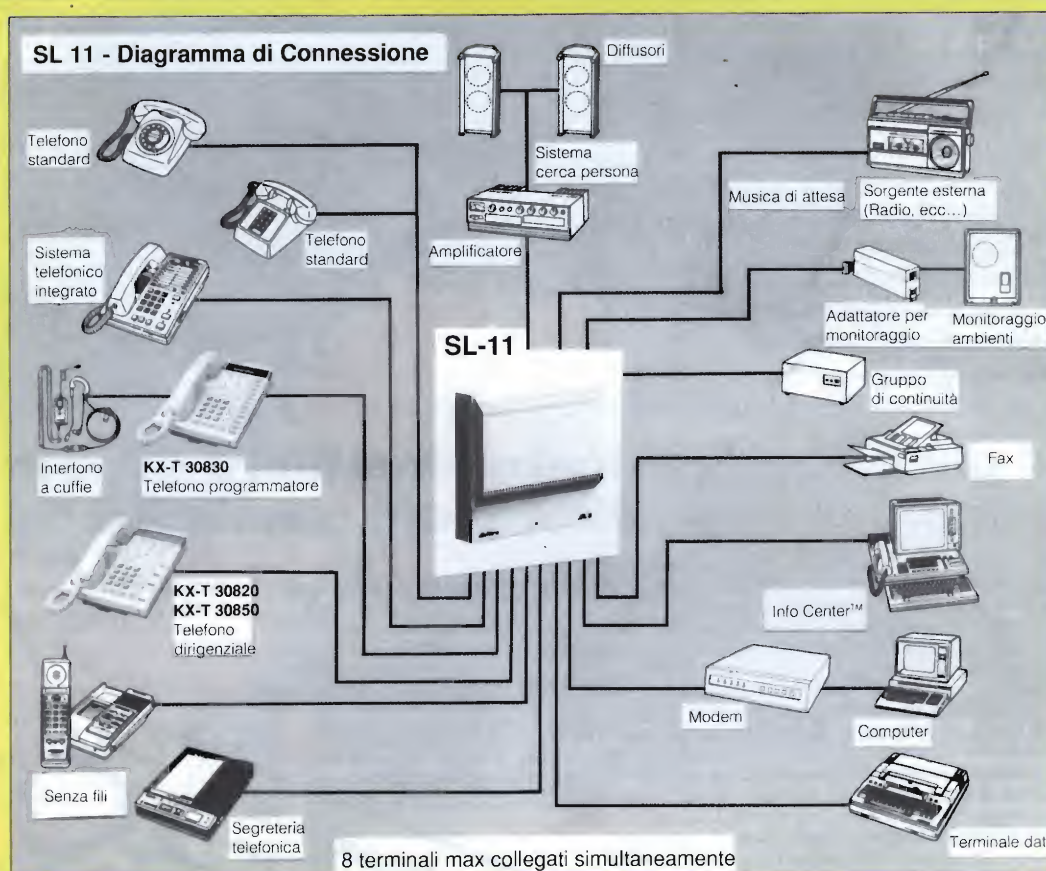 SL 11 - Diagramma di Connessione
Diffusori
Telefono
standard
Sistema
cerca persona
Musica di attesa
Sorgente esterna
(Radio, ecc...)
Telefono
standard
Amplificatore
Sistema
telefonico
integrato
Adattatore per
monitoraggio
Monitoraggio
ambienti
SL-11
Gruppo
di continuità
Interfono
a cuffie
KX-T 30830
Telefono programmatore
Fax
KX-T 30820
KX-T 30850
Telefono
dirigenziale
Info Center™
Modem
Computer
Senza fili
Segreteria
telefonica
Terminale dat
8 terminali max collegati simultaneamente